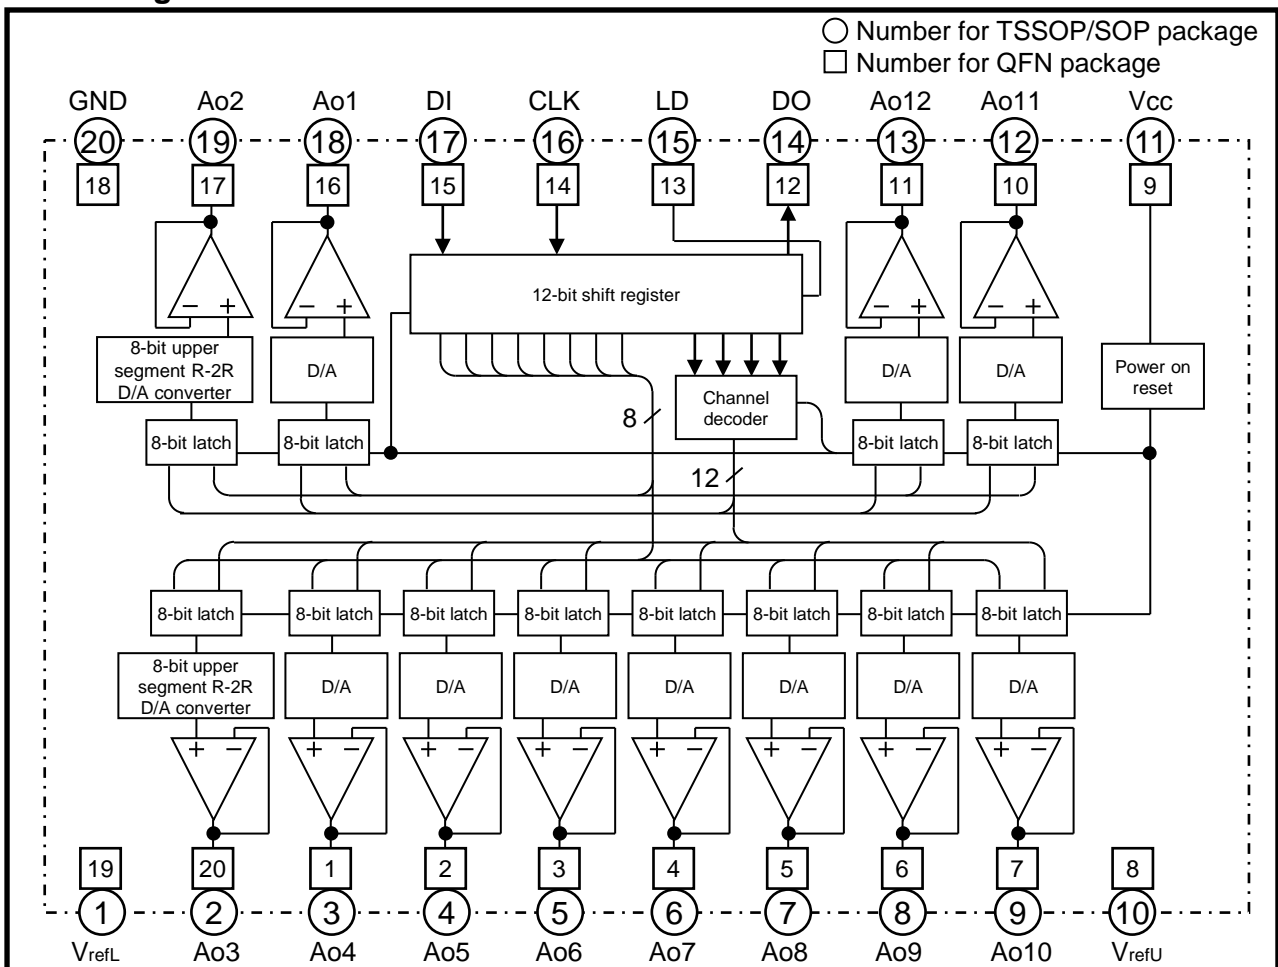 Number for TSSOP/SOP package
Number for QFN package
GND Ao2 Ao1 DI CLK LD DO Ao12 Ao11 Vcc
20 19 18 17 16 15 14 13 12 11
18 17 16 15 14 13 12 11 10 9
12-bit shift register
− + − + − + − +
8-bit upper
segment R-2R
D/A converter
D/A
D/A
D/A
Power on
reset
Channel
decoder
8
8-bit latch 8-bit latch 8-bit latch 8-bit latch
12
8-bit latch 8-bit latch 8-bit latch 8-bit latch 8-bit latch 8-bit latch 8-bit latch 8-bit latch
8-bit upper
segment R-2R
D/A converter
D/A D/A D/A D/A D/A D/A D/A
+ − + − + − + − + − + − + − + −
19 20 1 2 3 4 5 6 7 8
1 2 3 4 5 6 7 8 9 10
VrefL Ao3 Ao4 Ao5 Ao6 Ao7 Ao8 Ao9 Ao10 VrefU